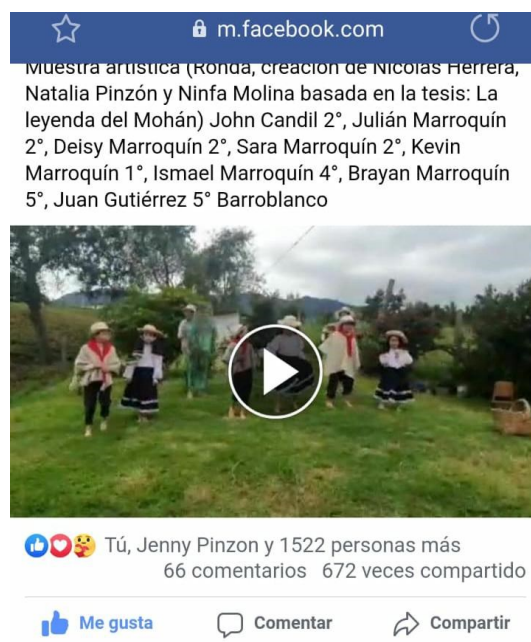 m.facebook.com
Muestra artística (Ronda, creación de Nicolás Herrera,
Natalia Pinzón y Ninfa Molina basada en la tesis: La
leyenda del Mohán) John Candil 2°, Julián Marroquín
2°, Deisy Marroquín 2°, Sara Marroquín 2°, Kevin
Marroquín 1°, Ismael Marroquín 4°, Brayan Marroquín
5°, Juan Gutiérrez 5° Barroblanco
Tú, Jenny Pinzon y 1522 personas más
66 comentarios 672 veces compartido
Me gusta Comentar Compartir